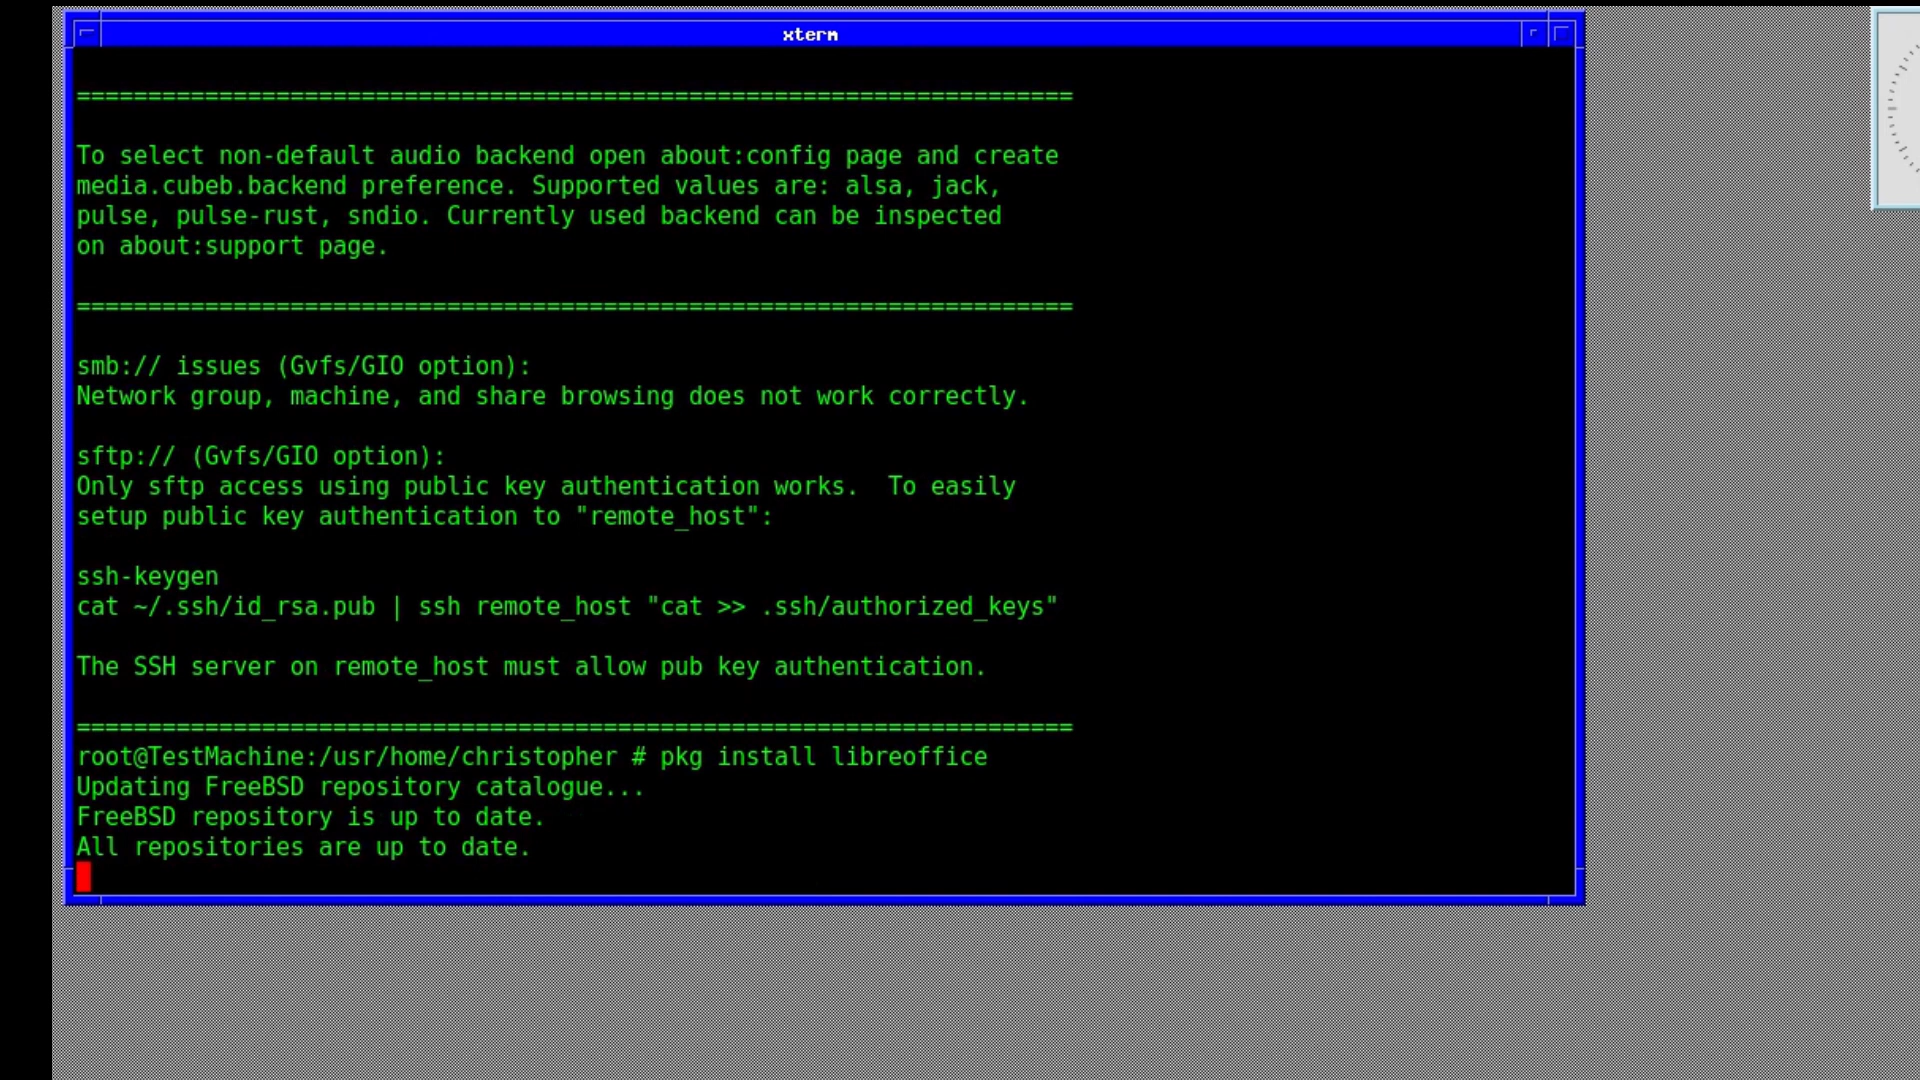 xterm
======================================================================
To select non-default audio backend open about:config page and create
media.cubeb.backend preference. Supported values are: alsa, jack,
pulse, pulse-rust, sndio. Currently used backend can be inspected
on about:support page.
======================================================================
smb:// issues (Gvfs/GIO option):
Network group, machine, and share browsing does not work correctly.
sftp:// (Gvfs/GIO option):
Only sftp access using public key authentication works.  To easily
setup public key authentication to "remote_host":
ssh-keygen
cat ~/.ssh/id_rsa.pub | ssh remote_host "cat >> .ssh/authorized_keys"
The SSH server on remote_host must allow pub key authentication.
======================================================================
root@TestMachine:/usr/home/christopher # pkg install libreoffice
Updating FreeBSD repository catalogue...
FreeBSD repository is up to date.
All repositories are up to date.